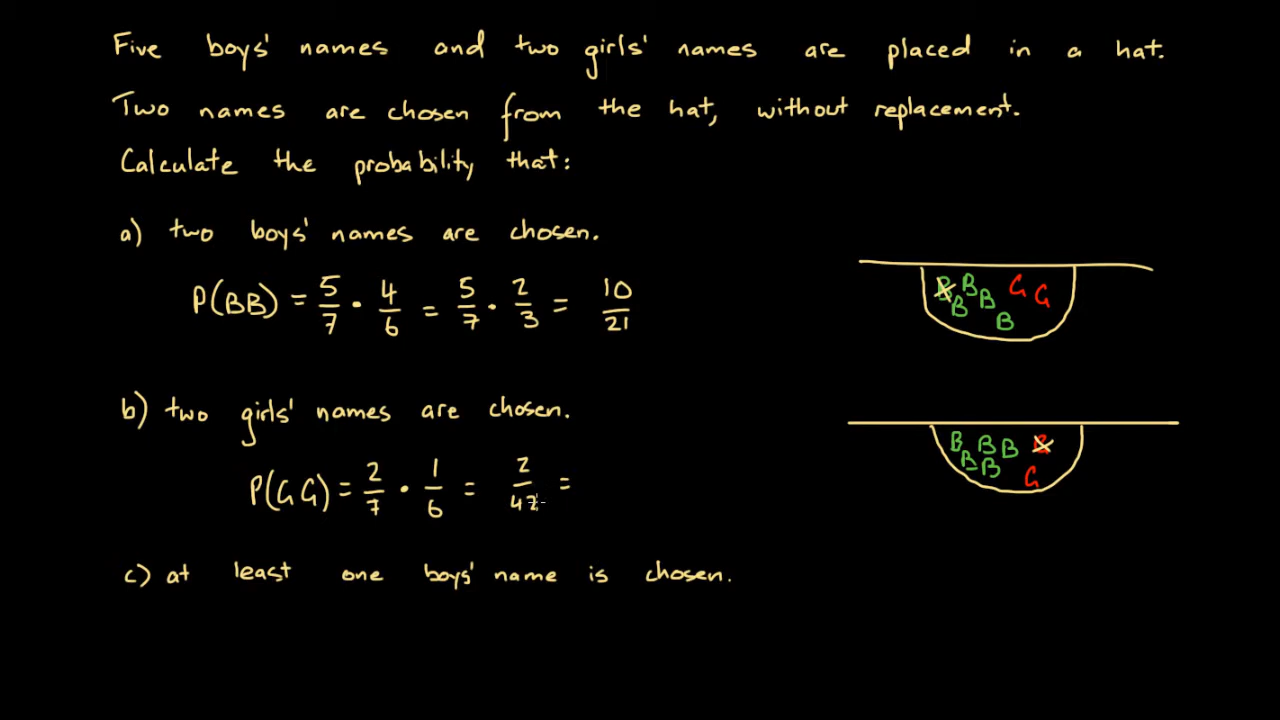 Five boys' names and two girls' names are placed in a hat.
Two names are chosen from the hat, without replacement.
Calculate the probability that:
a) two boys' names are chosen.
P(BB) = 5/7 · 4/6 = 5/7 · 2/3 = 10/21
B B B G G
B B
b) two girls' names are chosen.
B B B G
B B G
P(GG) = 2/7 · 1/6 = 2/42 =
c) at least one boys' name is chosen.